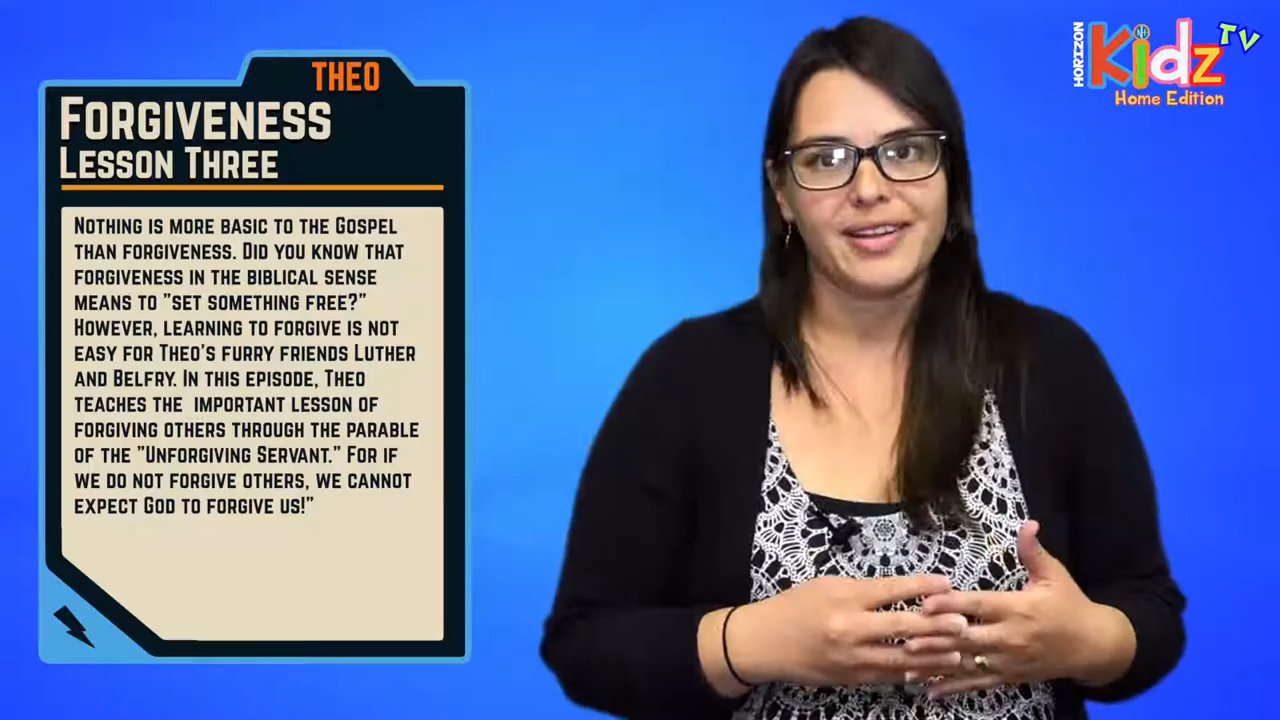 THEO
FORGIVENESS
LESSON THREE
NOTHING IS MORE BASIC TO THE GOSPEL
THAN FORGIVENESS. DID YOU KNOW THAT
FORGIVENESS IN THE BIBLICAL SENSE
MEANS TO "SET SOMETHING FREE?"
HOWEVER, LEARNING TO FORGIVE IS NOT
EASY FOR THEO'S FURRY FRIENDS LUTHER
AND BELFRY. IN THIS EPISODE, THEO
TEACHES THE IMPORTANT LESSON OF
FORGIVING OTHERS THROUGH THE PARABLE
OF THE "UNFORGIVING SERVANT." FOR IF
WE DO NOT FORGIVE OTHERS, WE CANNOT
EXPECT GOD TO FORGIVE US!"
HORIZON
Kidz TV
Home Edition